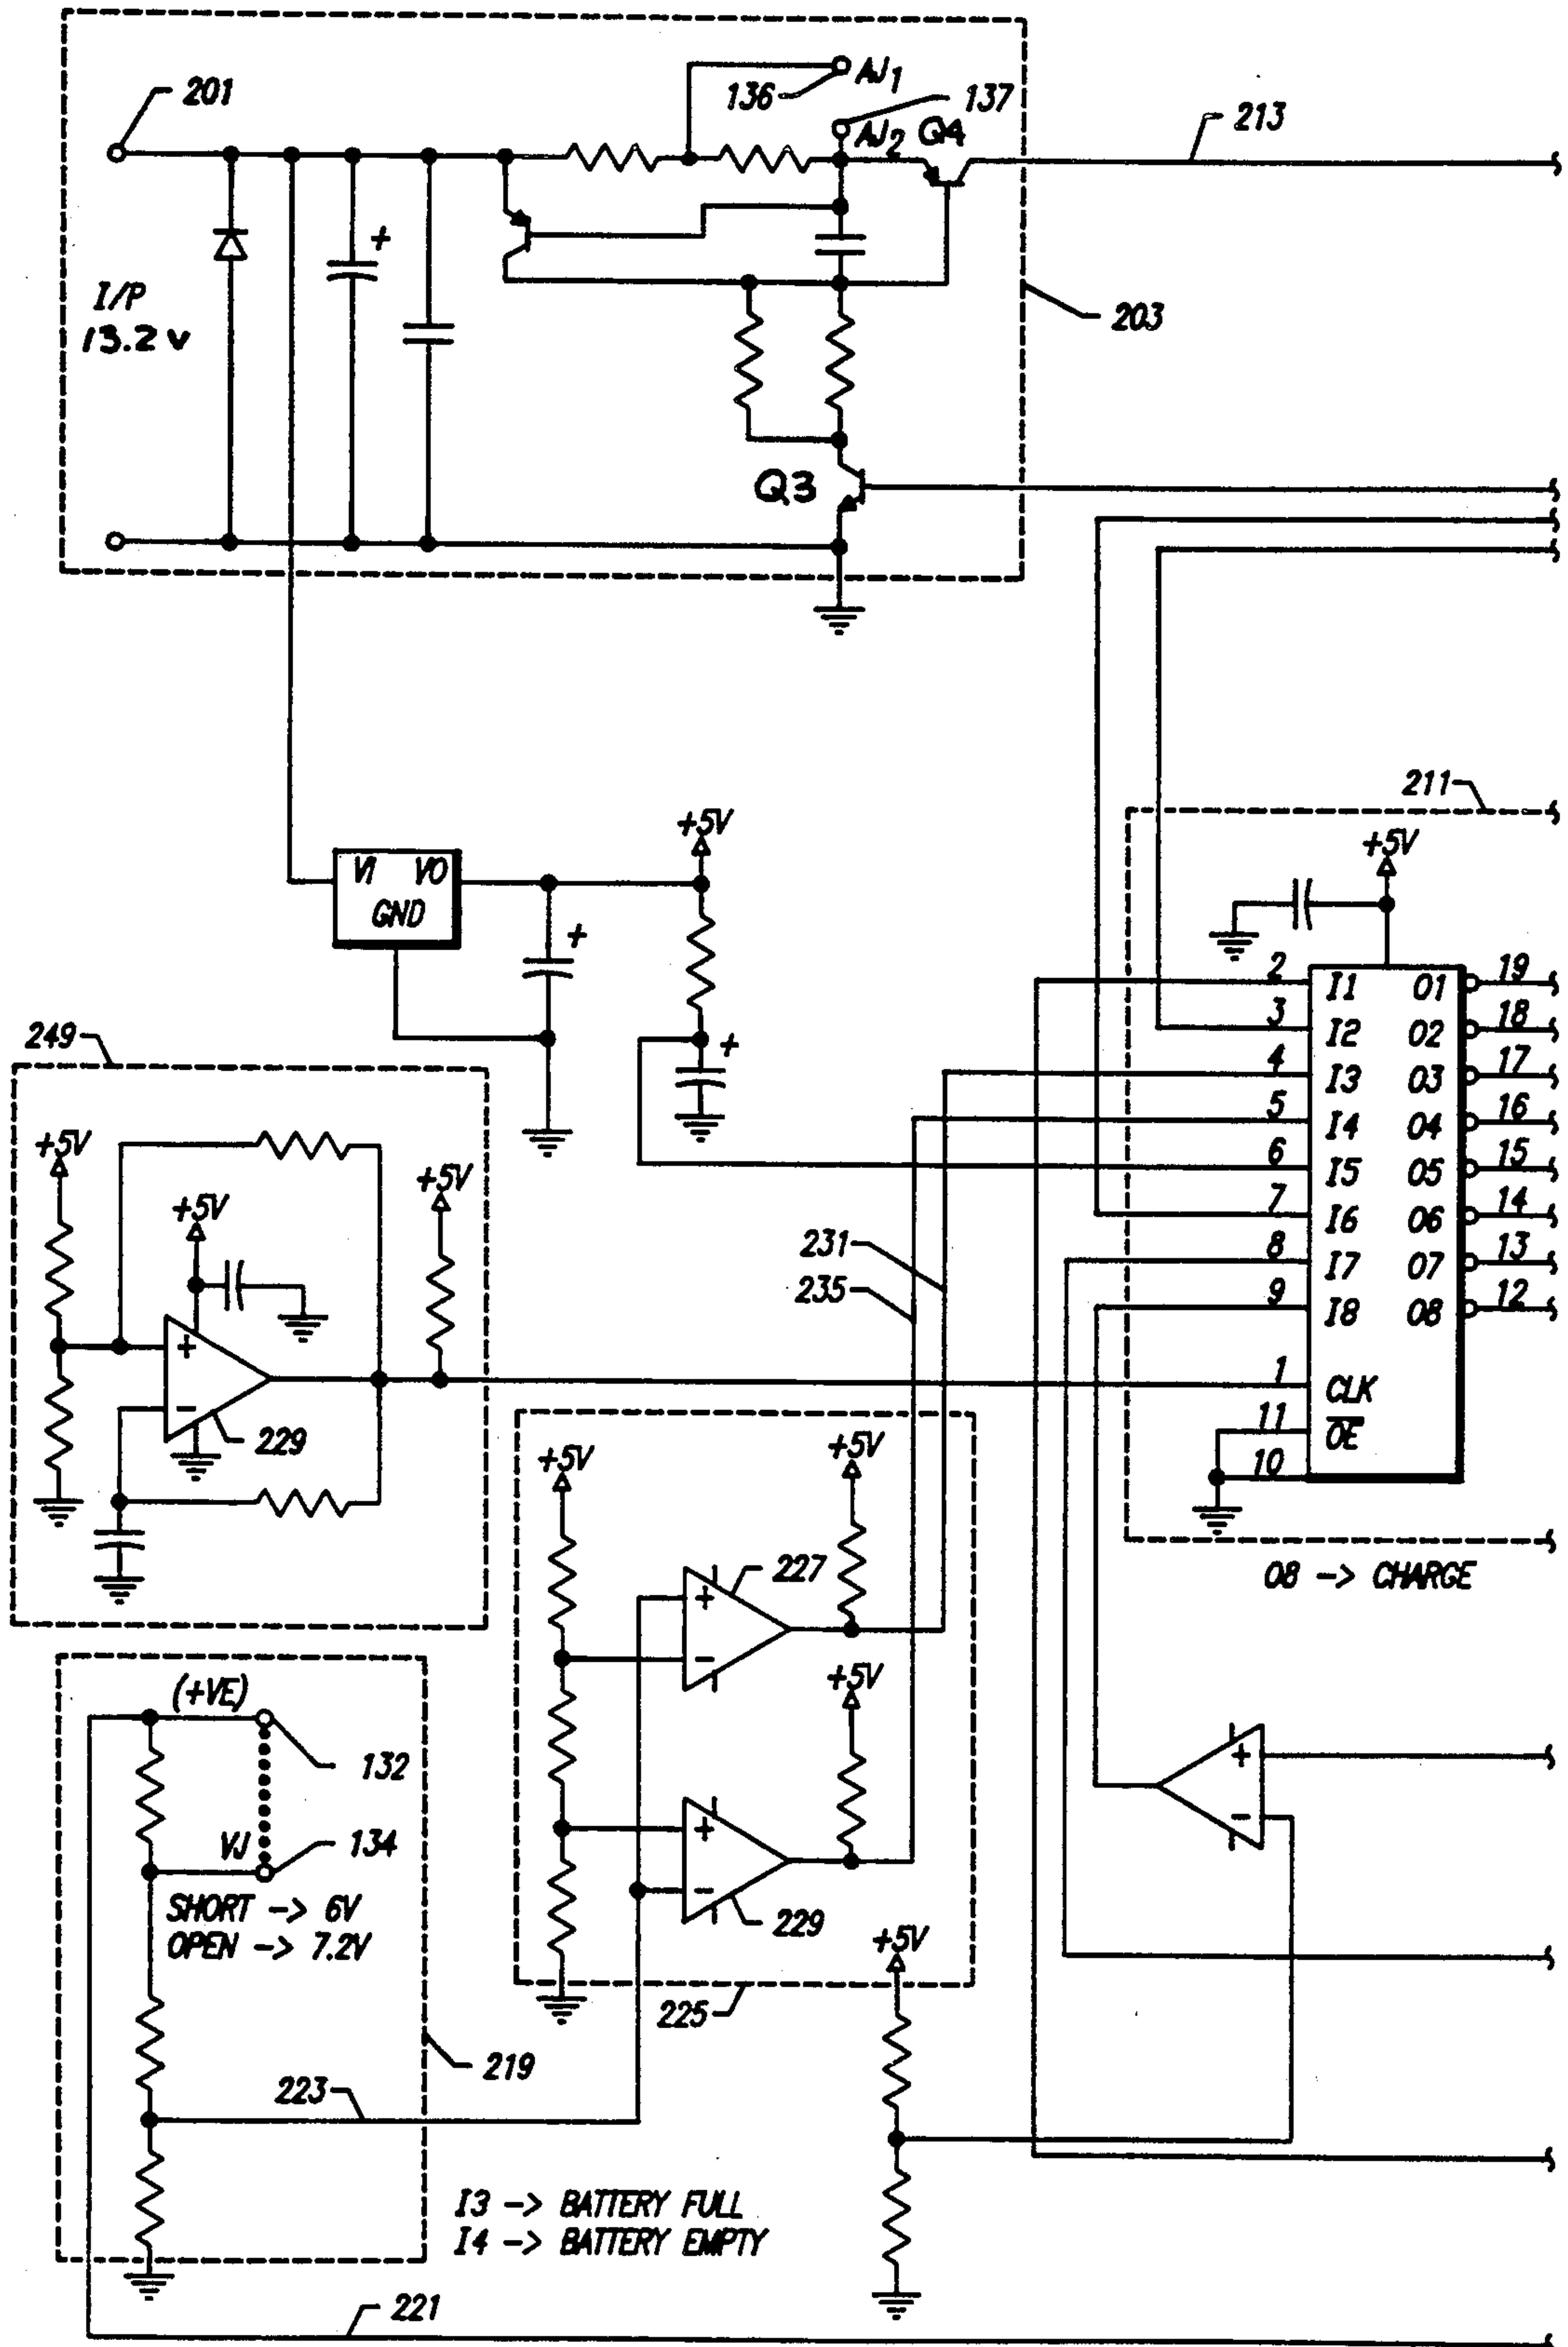 201
136
AJ1
137
AJ2 Q4
213
I/P
13.2 v
+
203
Q3
211
+5V
+5V
VI VO
GND
+
+
249
2 I1 O1 19
3 I2 O2 18
4 I3 O3 17
5 I4 O4 16
6 I5 O5 15
7 I6 O6 14
8 I7 O7 13
9 I8 O8 12
1 CLK
11 OE
10
+5V
+5V
+5V
231
235
+
-
229
+5V
+5V
O8 -> CHARGE
+
-
227
+5V
+
-
229
(+VE)
132
VJ
134
SHORT -> 6V
OPEN -> 7.2V
+
-
+5V
225
219
223
I3 -> BATTERY FULL
I4 -> BATTERY EMPTY
221